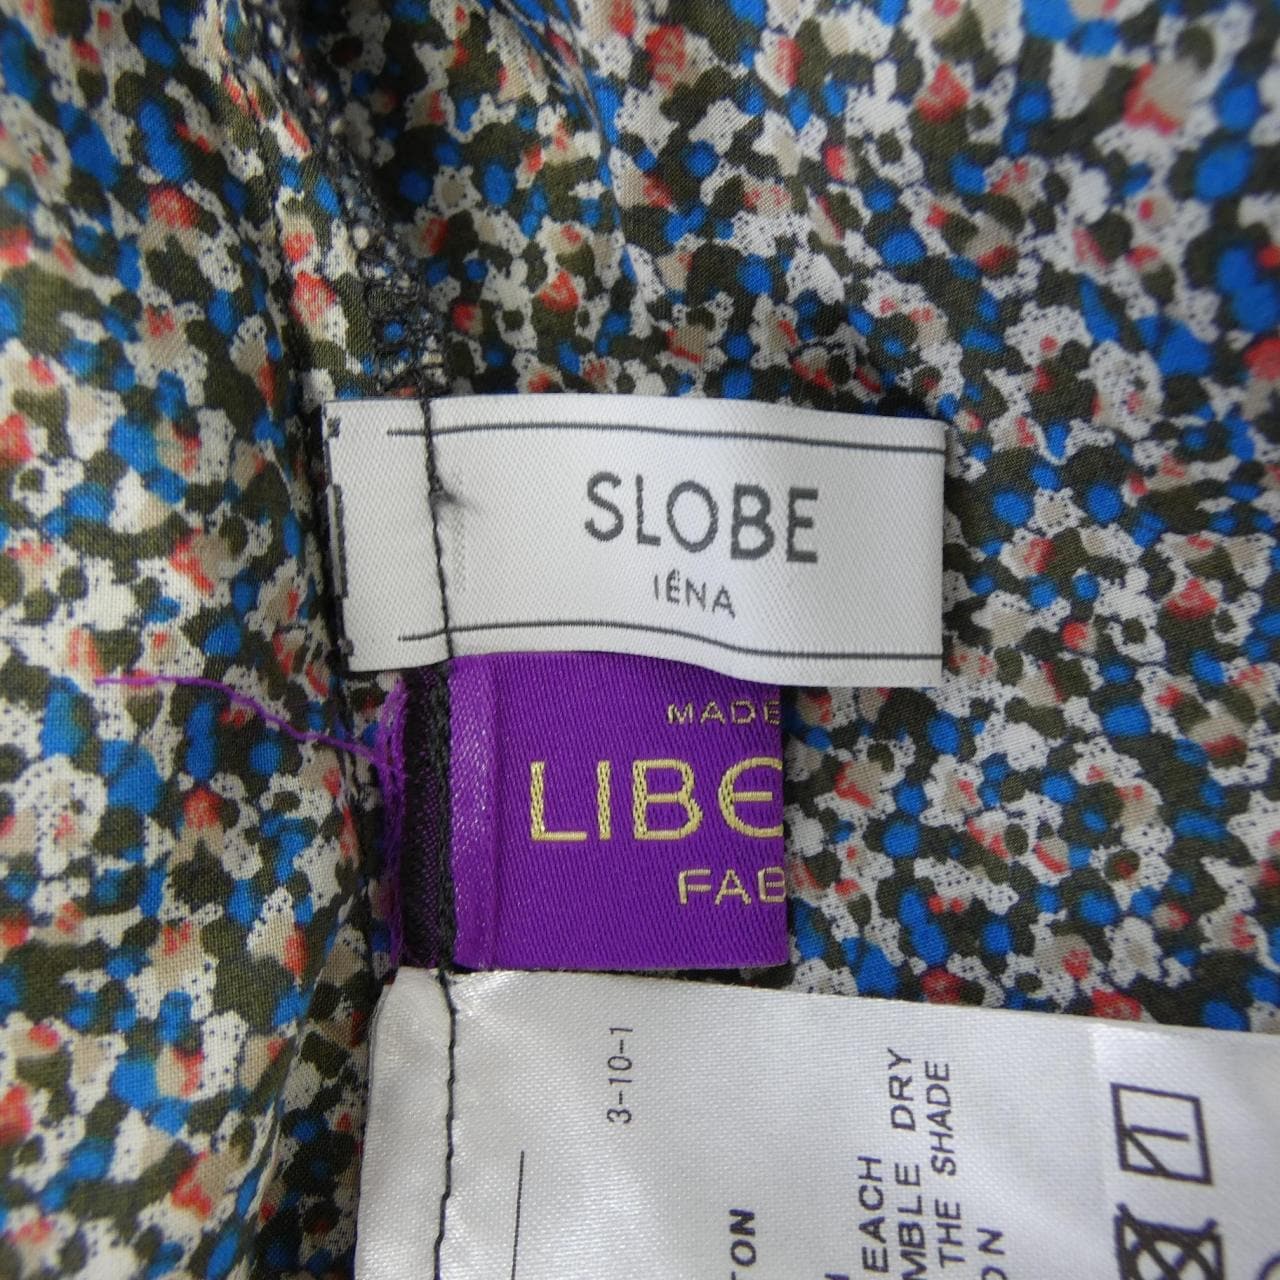 SLOBE
IÉNA
MADE
LIBE
FAB
3-10-1
TON
EACH
MBLE DRY
THE SHADE
ON